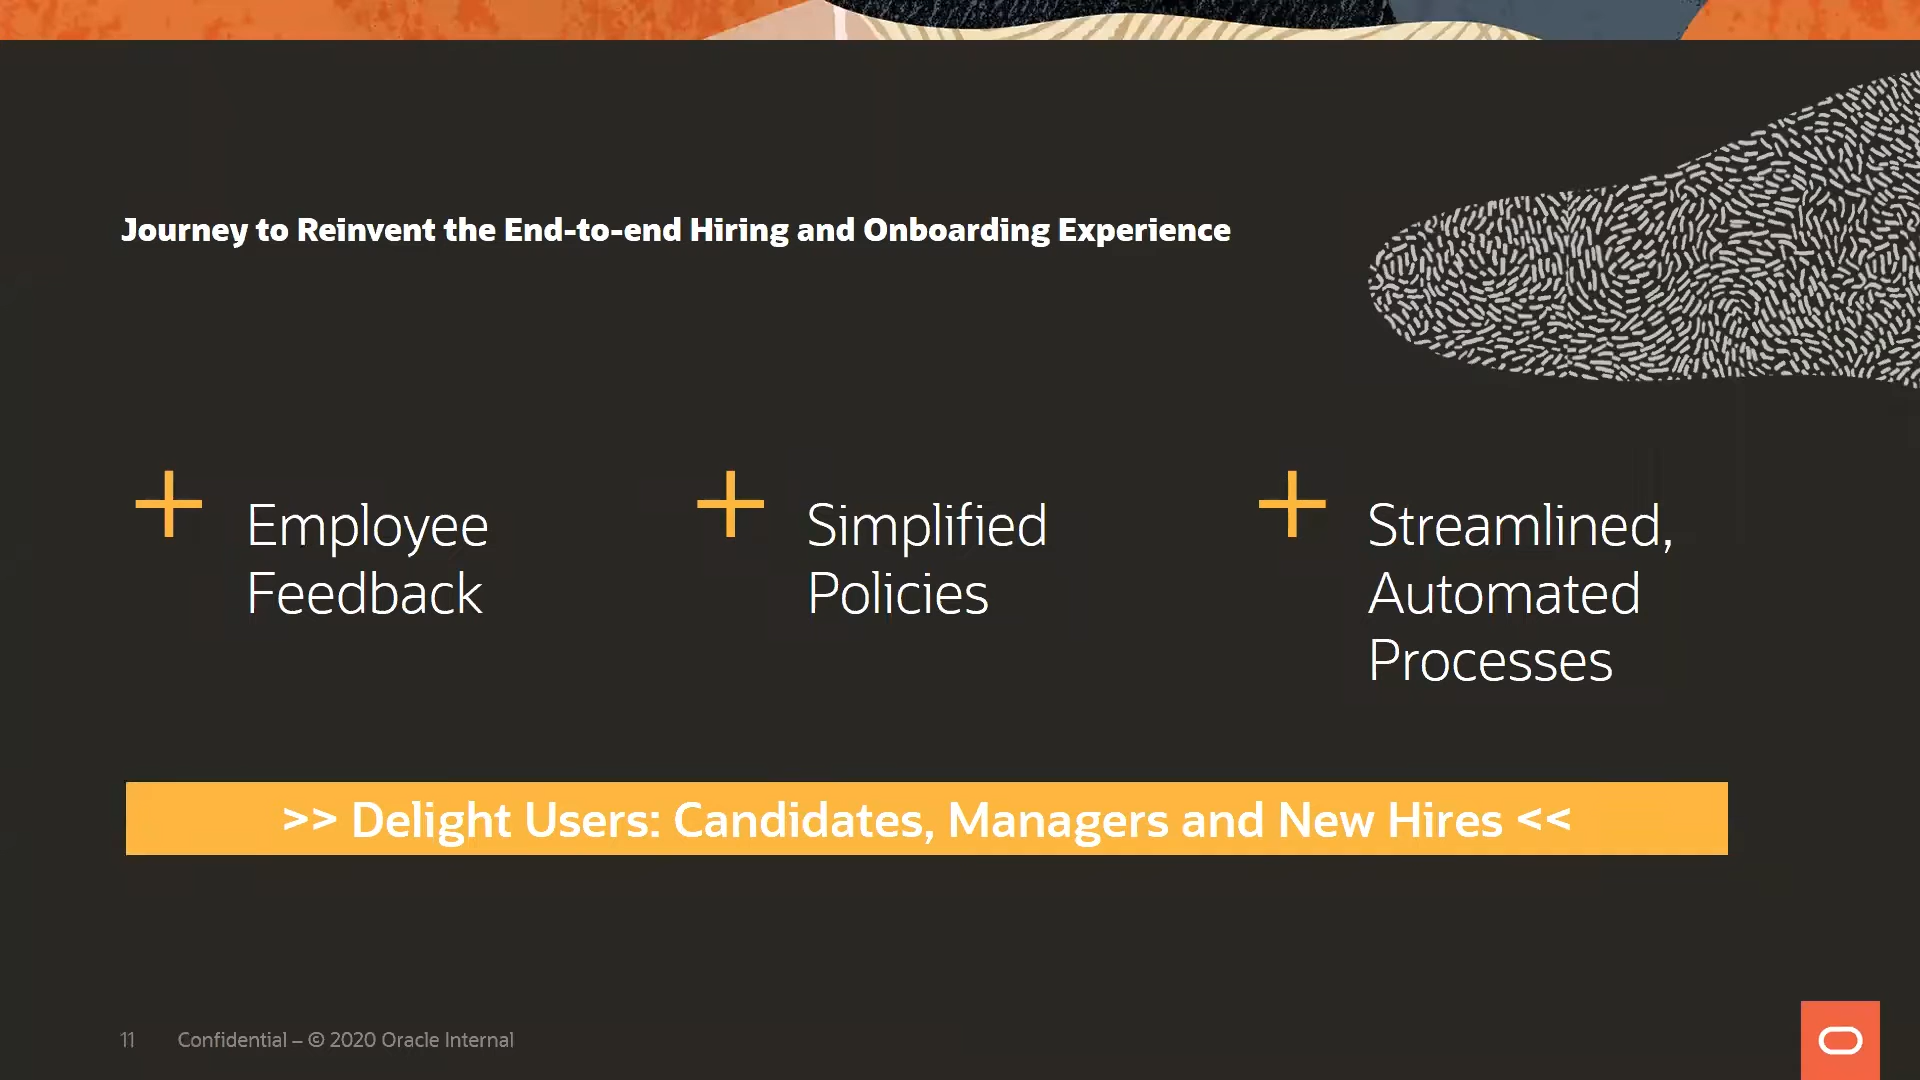 Journey to Reinvent the End-to-end Hiring and Onboarding Experience
Employee
Feedback
Simplified
Policies
Streamlined,
Automated
Processes
>> Delight Users: Candidates, Managers and New Hires <<
11 Confidential – © 2020 Oracle Internal